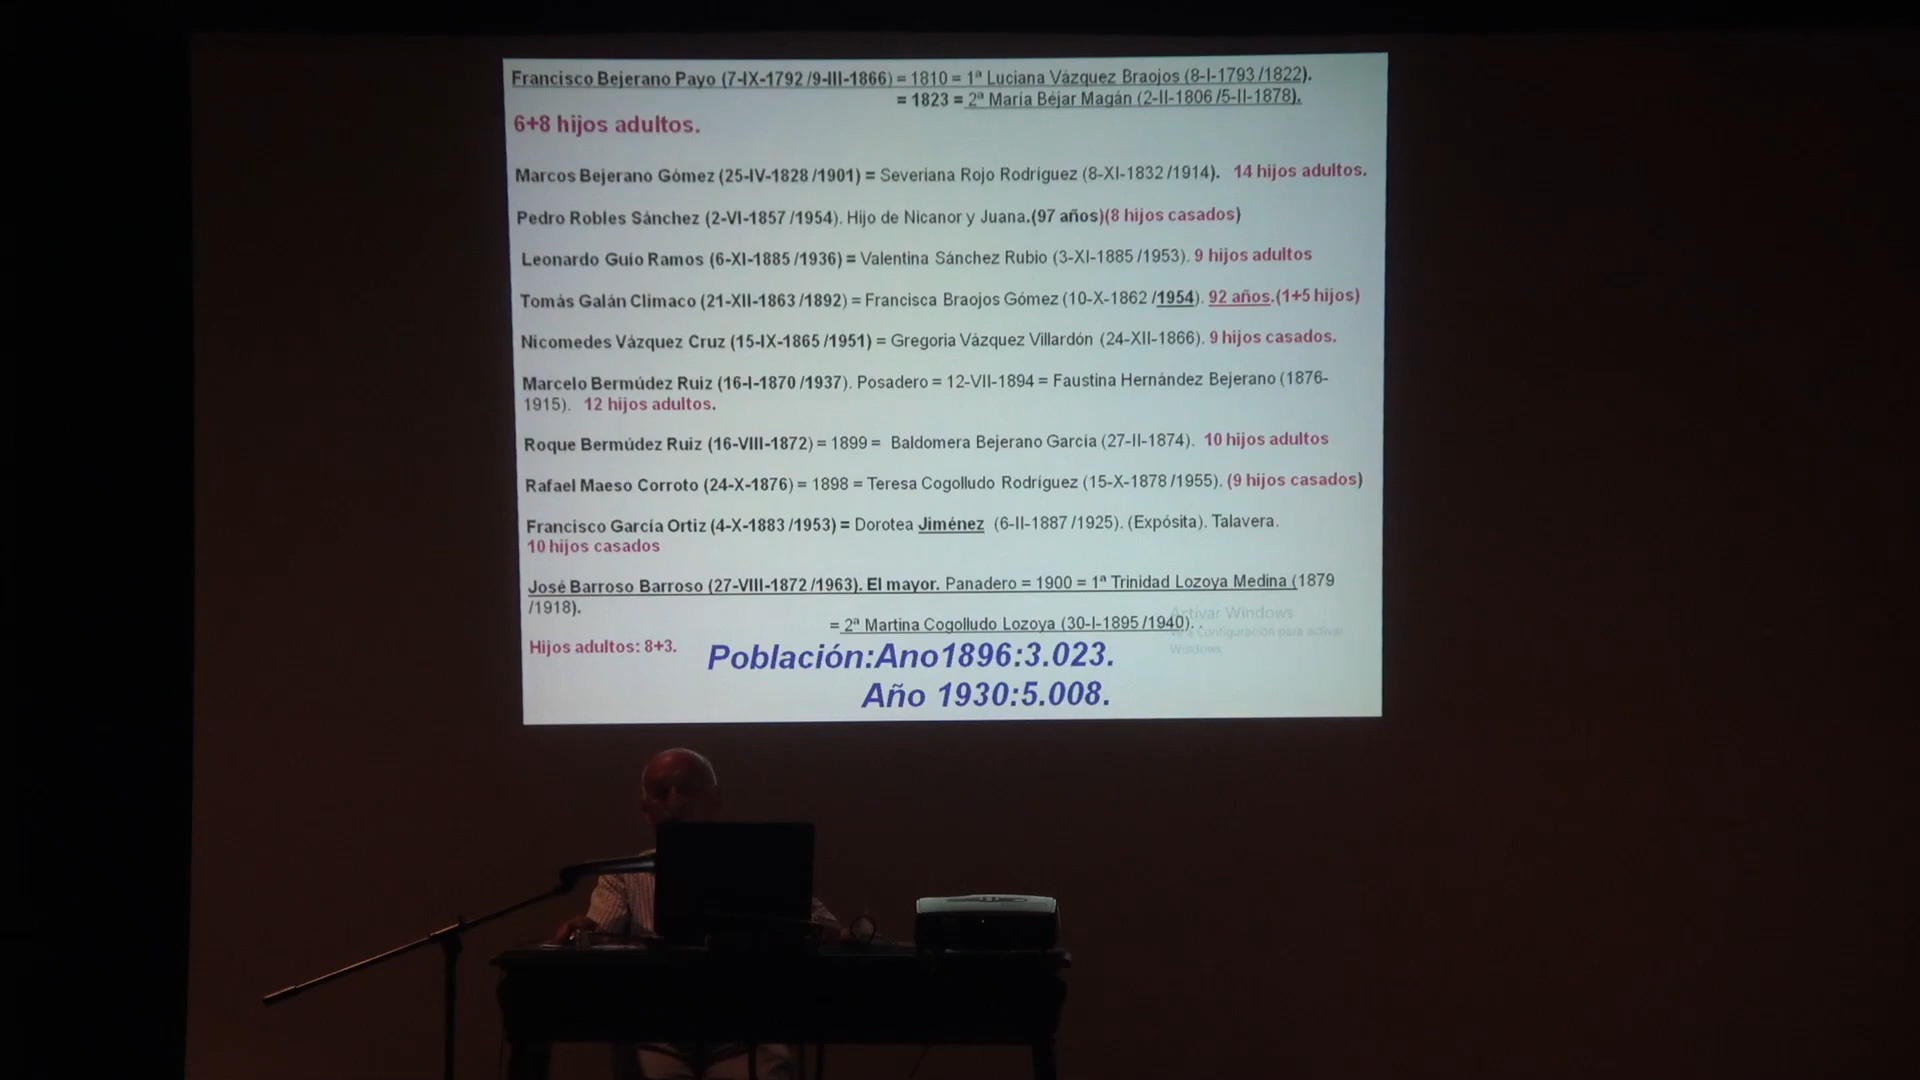 Francisco Bejerano Payo (7-IX-1792 /9-III-1866) = 1810 = 1ª Luciana Vázquez Braojos (8-I-1793 /1822).
= 1823 = 2ª María Béjar Magán (2-II-1806 /5-II-1878).
6+8 hijos adultos.
Marcos Bejerano Gómez (25-IV-1828 /1901) = Severiana Rojo Rodríguez (8-XI-1832 /1914). 14 hijos adultos.
Pedro Robles Sánchez (2-VI-1857 /1954). Hijo de Nicanor y Juana.(97 años)(8 hijos casados)
Leonardo Guío Ramos (6-XI-1885 /1936) = Valentina Sánchez Rubio (3-XI-1885 /1953). 9 hijos adultos
Tomás Galán Clímaco (21-XII-1863 /1892) = Francisca Braojos Gómez (10-X-1862 /1954). 92 años.(1+5 hijos)
Nicomedes Vázquez Cruz (15-IX-1865 /1951) = Gregoria Vázquez Villardón (24-XII-1866). 9 hijos casados.
Marcelo Bermúdez Ruiz (16-I-1870 /1937). Posadero = 12-VII-1894 = Faustina Hernández Bejerano (1876-
1915). 12 hijos adultos.
Roque Bermúdez Ruiz (16-VIII-1872) = 1899 = Baldomera Bejerano García (27-II-1874). 10 hijos adultos
Rafael Maeso Corroto (24-X-1876) = 1898 = Teresa Cogolludo Rodríguez (15-X-1878 /1955). (9 hijos casados)
Francisco García Ortiz (4-X-1883 /1953) = Dorotea Jiménez (6-II-1887 /1925). (Expósita). Talavera.
10 hijos casados
José Barroso Barroso (27-VIII-1872 /1963). El mayor. Panadero = 1900 = 1ª Trinidad Lozoya Medina (1879
/1918).
= 2ª Martina Cogolludo Lozoya (30-I-1895 /1940). .
Activar Windows
Configuración para activar
Windows.
Hijos adultos: 8+3.
Población:Ano1896:3.023.
Año 1930:5.008.